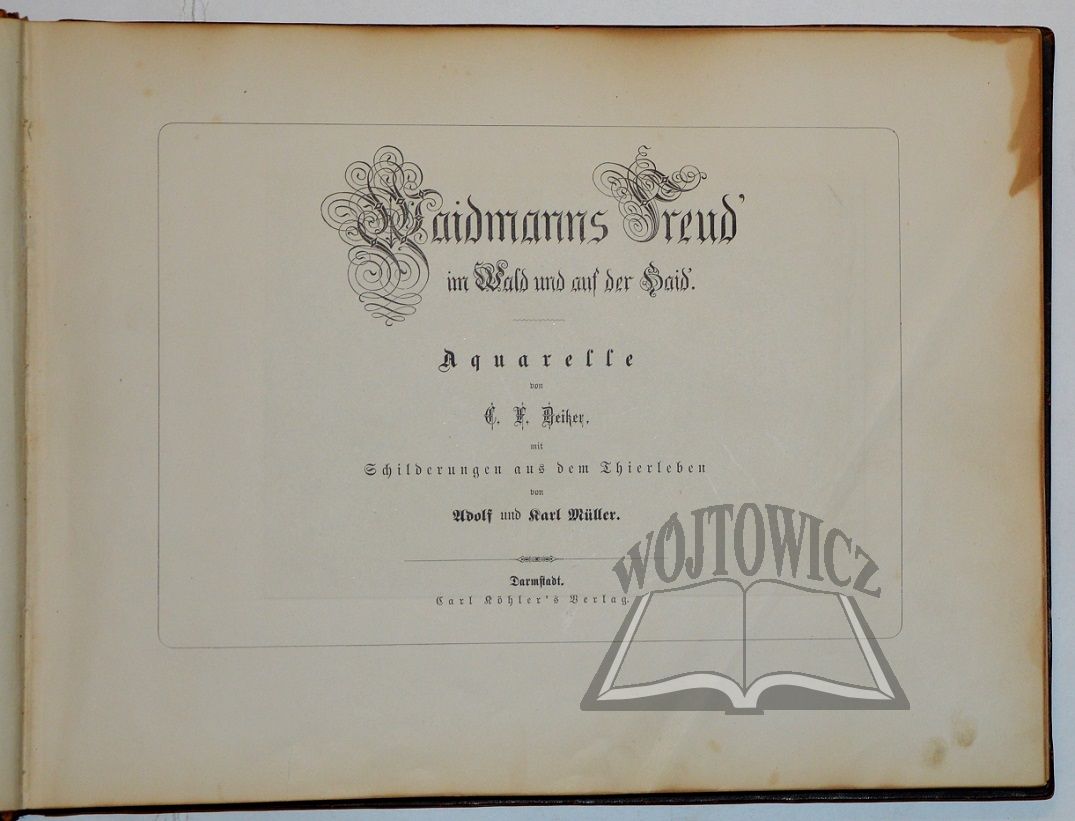 Waidmanns Freud'
im Wald und auf der Haid'.
Aquarelle
von
C. F. Deiker,
mit
Schilderungen aus dem Thierleben
von
Adolf und Karl Müller.
Darmstadt.
Carl Köhler's Verlag.
WÓJTOWICZ